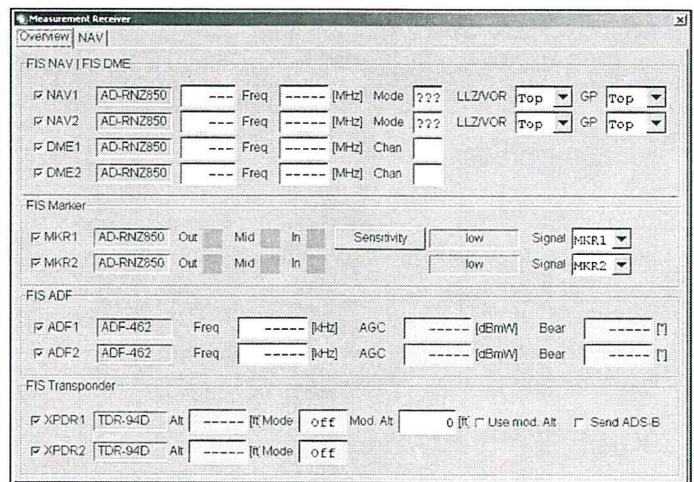 Measurement Receiver
Overview NAV
FIS NAV | FIS DME
NAV1 AD-RNZ850 --- Freq ----- [MHz] Mode ??? LLZ/VOR Top GP Top
NAV2 AD-RNZ850 --- Freq ----- [MHz] Mode ??? LLZ/VOR Top GP Top
DME1 AD-RNZ850 --- Freq ----- [MHz] Chan
DME2 AD-RNZ850 --- Freq ----- [MHz] Chan
FIS Marker
MKR1 AD-RNZ850 Out Mid In Sensitivity low Signal MKR1
MKR2 AD-RNZ850 Out Mid In low Signal MKR2
FIS ADF
ADF1 ADF-462 Freq ----- [kHz] AGC ----- [dBmW] Bear ----- [°]
ADF2 ADF-462 Freq ----- [kHz] AGC ----- [dBmW] Bear ----- [°]
FIS Transponder
XPDR1 TDR-94D Alt ----- [ft] Mode Off Mod. Alt 0 [ft] Use mod. Alt Send ADS-B
XPDR2 TDR-94D Alt ----- [ft] Mode Off